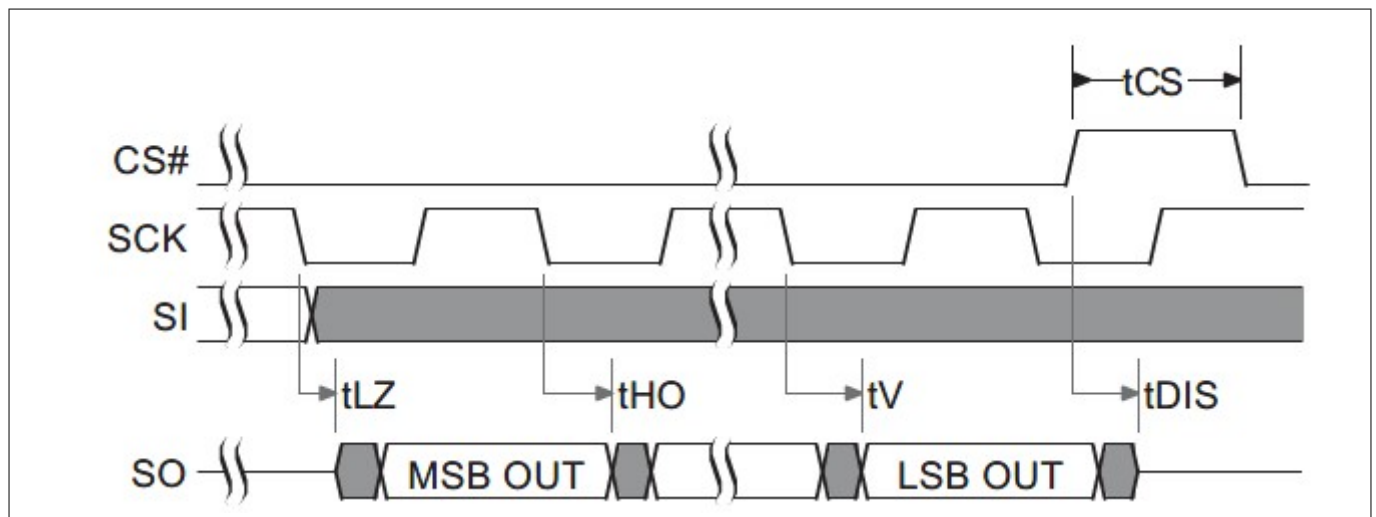 tCS
CS#
SCK
SI
tLZ tHO tV tDIS
SO MSB OUT LSB OUT